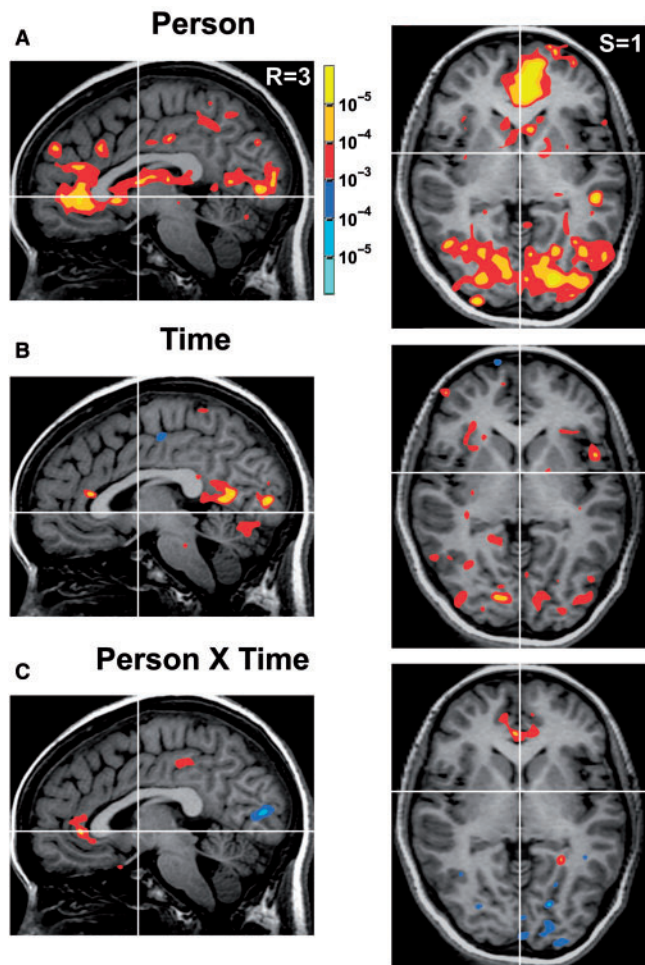 Person
A
R=3
S=1
10⁻⁵
10⁻⁴
10⁻³
10⁻⁴
10⁻⁵
Time
B
Person X Time
C